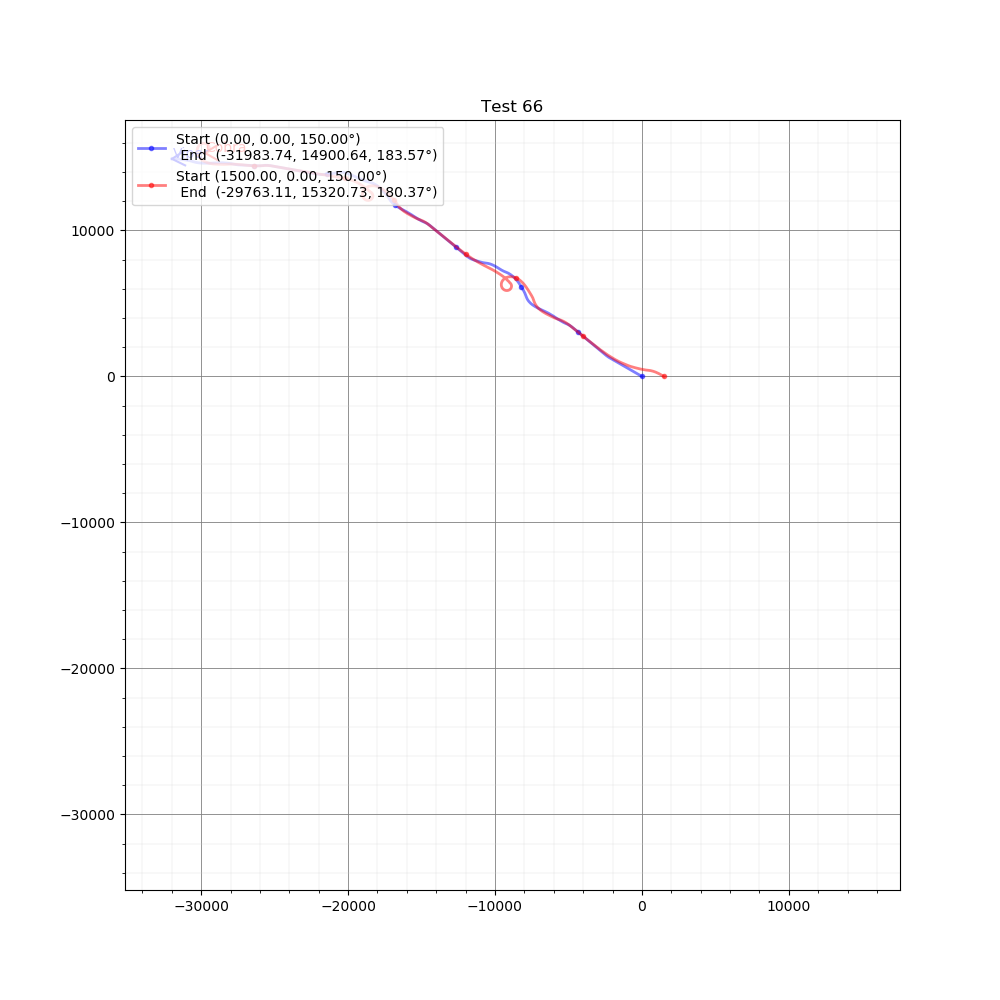 Test 66
Start (0.00, 0.00, 150.00°)
End (-31983.74, 14900.64, 183.57°)
Start (1500.00, 0.00, 150.00°)
End (-29763.11, 15320.73, 180.37°)
10000
0
−10000
−20000
−30000
−30000 −20000 −10000 0 10000